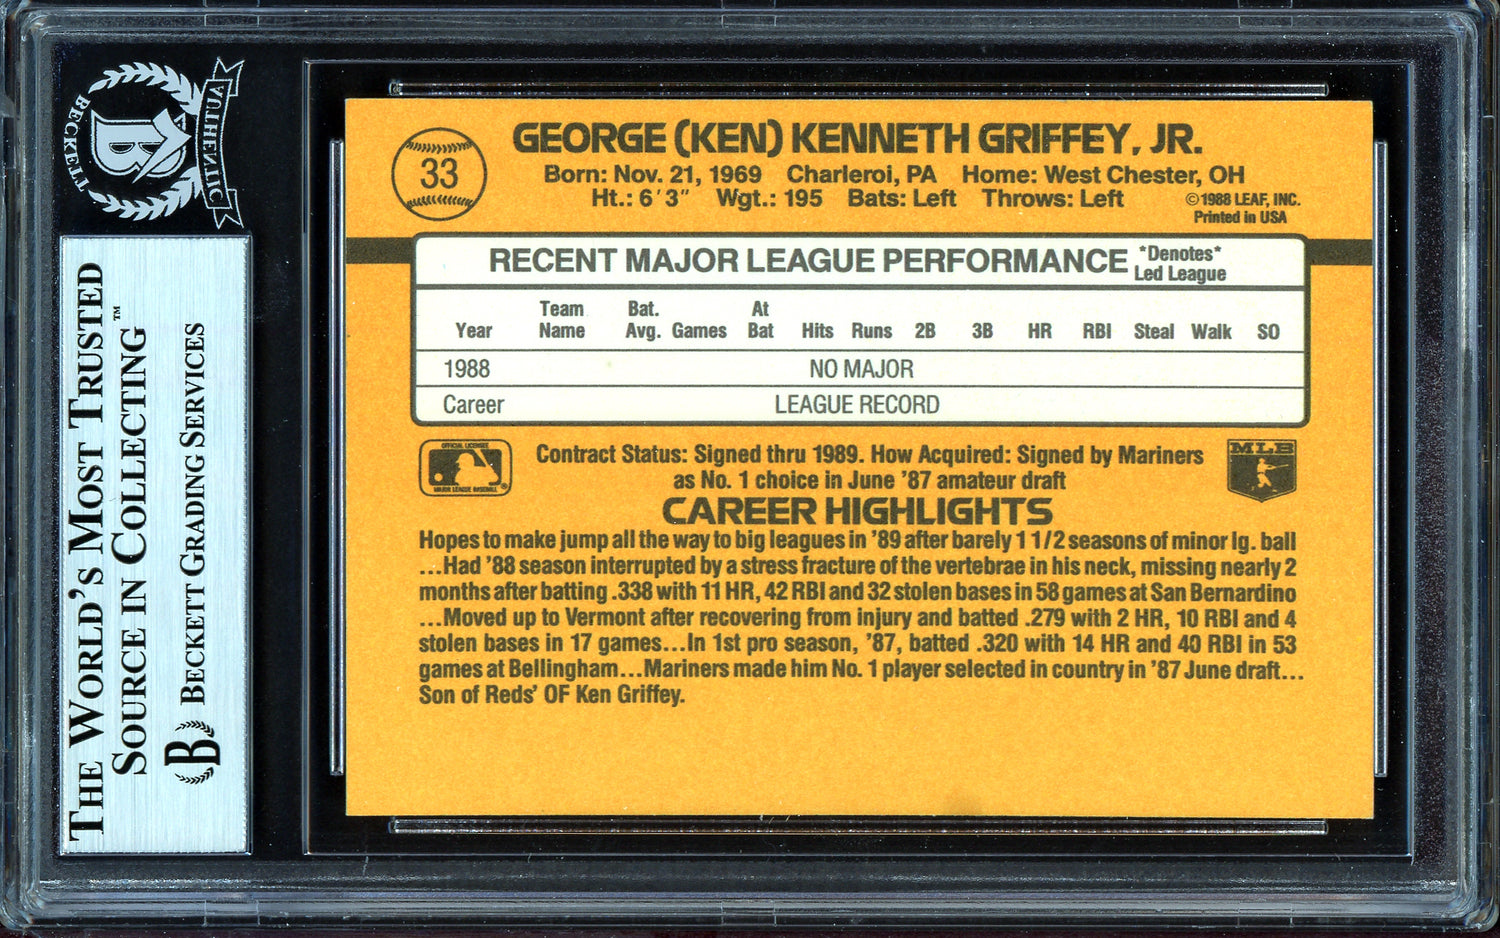 BECKETT
AUTHENTIC
B
THE WORLD'S MOST TRUSTED
SOURCE IN COLLECTING™
B BECKETT GRADING SERVICES
33
GEORGE (KEN) KENNETH GRIFFEY, JR.
Born: Nov. 21, 1969 Charleroi, PA Home: West Chester, OH
Ht.: 6'3" Wgt.: 195 Bats: Left Throws: Left
©1988 LEAF, INC.
Printed in USA
RECENT MAJOR LEAGUE PERFORMANCE *Denotes*
Led League
Year Team Name Bat. Avg. Games At Bat Hits Runs 2B 3B HR RBI Steal Walk SO
1988 NO MAJOR
Career LEAGUE RECORD
OFFICIAL LICENSEE
MAJOR LEAGUE BASEBALL®
MLB
Contract Status: Signed thru 1989. How Acquired: Signed by Mariners
as No. 1 choice in June '87 amateur draft
CAREER HIGHLIGHTS
Hopes to make jump all the way to big leagues in '89 after barely 1 1/2 seasons of minor lg. ball
...Had '88 season interrupted by a stress fracture of the vertebrae in his neck, missing nearly 2
months after batting .338 with 11 HR, 42 RBI and 32 stolen bases in 58 games at San Bernardino
...Moved up to Vermont after recovering from injury and batted .279 with 2 HR, 10 RBI and 4
stolen bases in 17 games...In 1st pro season, '87, batted .320 with 14 HR and 40 RBI in 53
games at Bellingham...Mariners made him No. 1 player selected in country in '87 June draft...
Son of Reds' OF Ken Griffey.